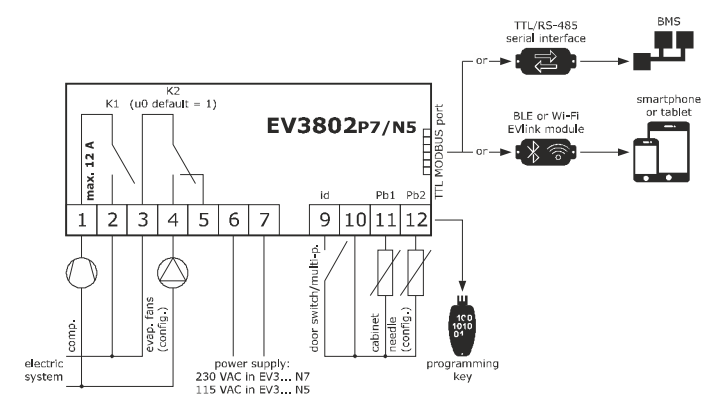 TTL/RS-485
serial interface
BMS
or
K2
K1 (u0 default = 1)
EV3802P7/N5
max. 12 A
TTL MODBUS port
BLE or Wi-Fi
EVlink module
smartphone
or tablet
or
id
Pb1
Pb2
1 2 3 4 5 6 7 9 10 11 12
comp.
evap. fans
(config.)
door switch/multi-p.
cabinet
needle
(config.)
100
1010
01
electric
system
power supply:
230 VAC in EV3... N7
115 VAC in EV3... N5
programming
key